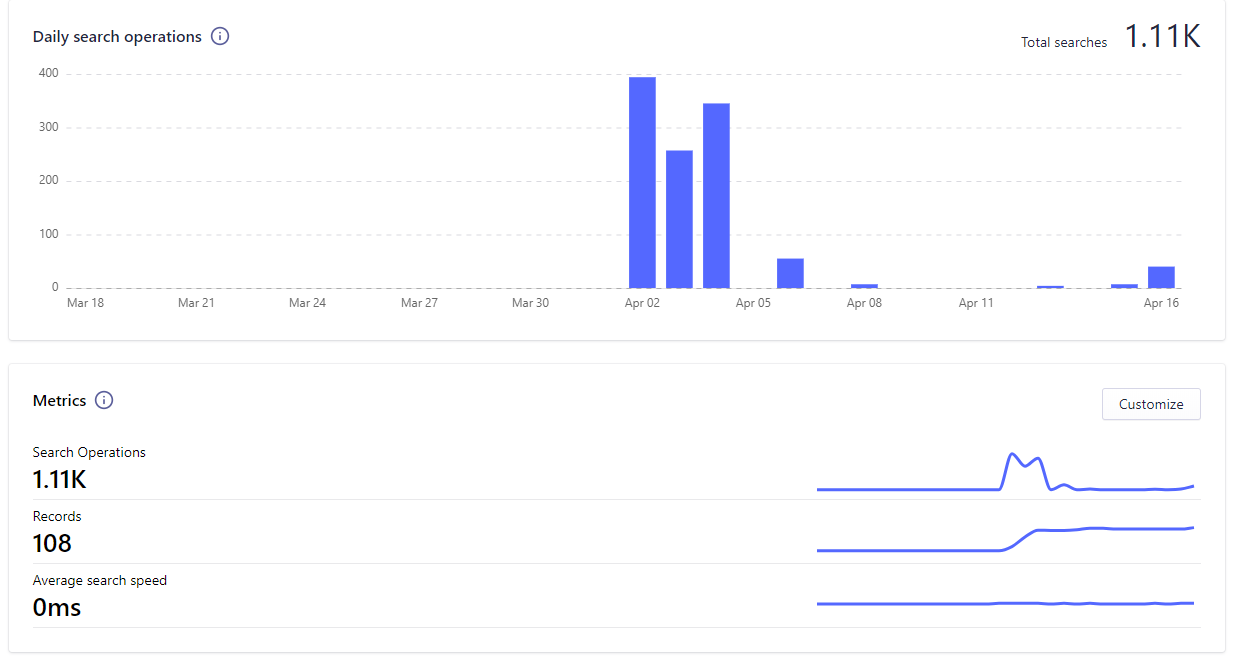 Daily search operations
Total searches 1.11K
400
300
200
100
0
Mar 18 Mar 21 Mar 24 Mar 27 Mar 30 Apr 02 Apr 05 Apr 08 Apr 11 Apr 16
Metrics
Customize
Search Operations
1.11K
Records
108
Average search speed
0ms